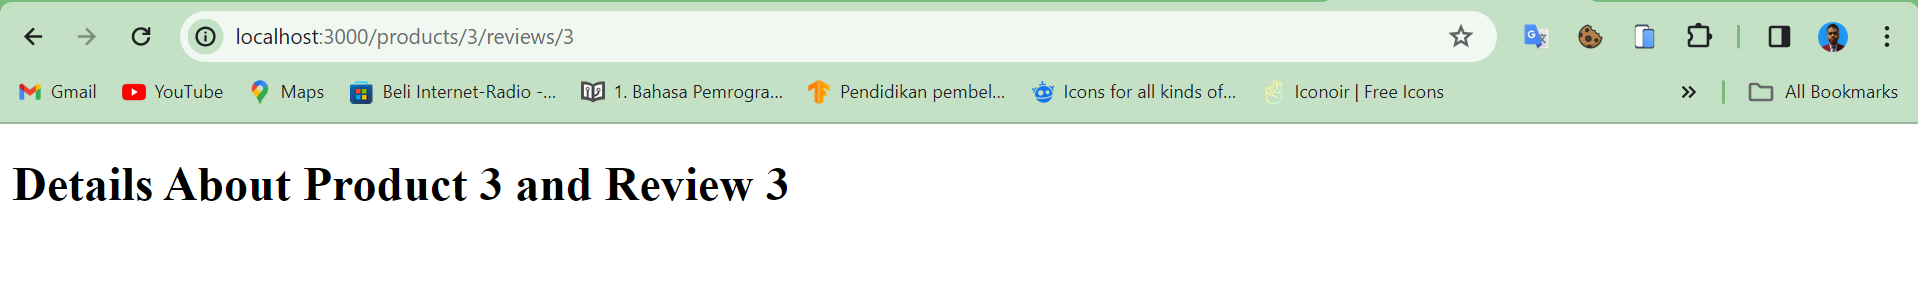 localhost:3000/products/3/reviews/3
Gmail YouTube Maps Beli Internet-Radio -... 1. Bahasa Pemrogra... Pendidikan pembel... Icons for all kinds of... Iconoir | Free Icons » All Bookmarks
Details About Product 3 and Review 3